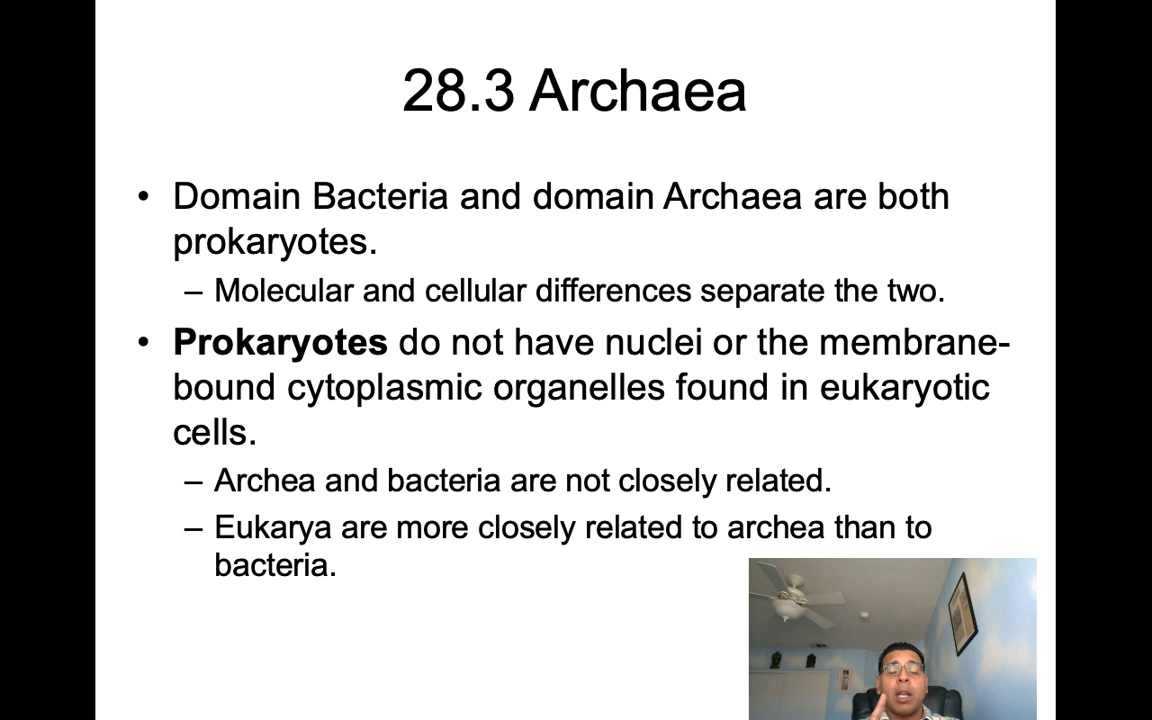 28.3 Archaea
• Domain Bacteria and domain Archaea are both
prokaryotes.
– Molecular and cellular differences separate the two.
• Prokaryotes do not have nuclei or the membrane-
bound cytoplasmic organelles found in eukaryotic
cells.
– Archea and bacteria are not closely related.
– Eukarya are more closely related to archea than to
bacteria.